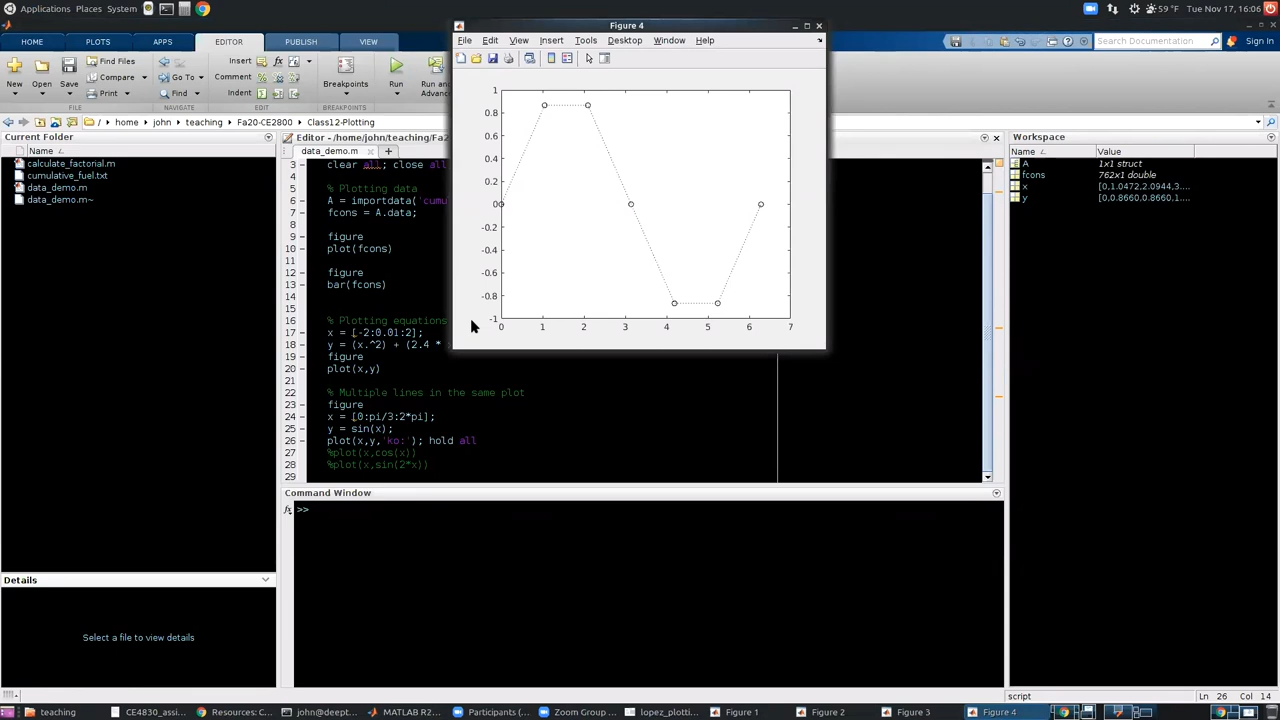 Applications Places System
59 °F Tue Nov 17, 16:06
Figure 4
HOME PLOTS APPS EDITOR PUBLISH VIEW
Search Documentation
Sign In
File Edit View Insert Tools Desktop Window Help
New Open Save
Find Files
Compare
Print
Go To
Find
Insert
Comment
Indent
Breakpoints
Run
Run and
Advance
FILE NAVIGATE EDIT BREAKPOINTS
/ home john teaching Fa20-CE2800 Class12-Plotting
Current Folder
Name
calculate_factorial.m
cumulative_fuel.txt
data_demo.m
data_demo.m~
Details
Select a file to view details
Editor - /home/john/teaching/Fa2
data_demo.m
3 clear all; close all
4
5 % Plotting data
6 A = importdata('cumu
7 fcons = A.data;
8
9 figure
10 plot(fcons)
11
12 figure
13 bar(fcons)
14
15
16 % Plotting equations
17 x = [-2:0.01:2];
18 y = (x.^2) + (2.4 *
19 figure
20 plot(x,y)
21
22 % Multiple lines in the same plot
23 figure
24 x = [0:pi/3:2*pi];
25 y = sin(x);
26 plot(x,y,'ko:'); hold all
27 %plot(x,cos(x))
28 %plot(x,sin(2*x))
29
1
0.8
0.6
0.4
0.2
0
-0.2
-0.4
-0.6
-0.8
-1
0 1 2 3 4 5 6 7
Command Window
fx >>
Workspace
Name Value
A 1x1 struct
fcons 762x1 double
x [0,1.0472,2.0944,3....
y [0,0.8660,0.8660,1....
script Ln 26 Col 14
teaching CE4830_assi... Resources: C... john@deept... MATLAB R2... Participants (... Zoom Group ... lopez_plotti... Figure 1 Figure 2 Figure 3 Figure 4